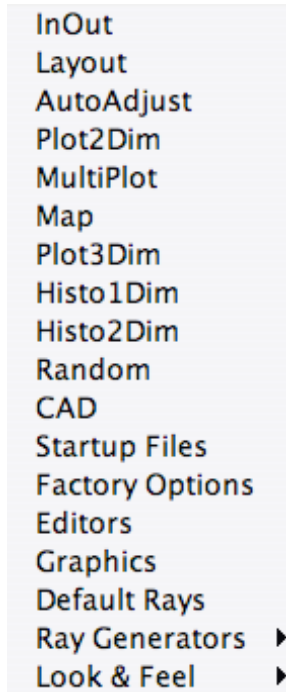 InOut
Layout
AutoAdjust
Plot2Dim
MultiPlot
Map
Plot3Dim
Histo1Dim
Histo2Dim
Random
CAD
Startup Files
Factory Options
Editors
Graphics
Default Rays
Ray Generators
Look & Feel